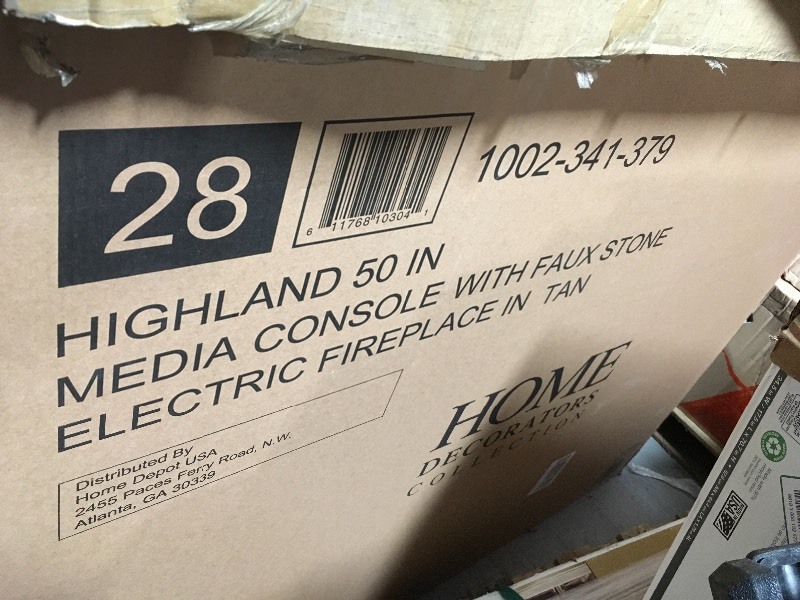 28
6 11768 10304 1
1002-341-379
HIGHLAND 50 IN
MEDIA CONSOLE WITH FAUX STONE
ELECTRIC FIREPLACE IN TAN
Distributed By
Home Depot USA
2455 Paces Ferry Road, N.W.
Atlanta, GA 30339
HOME
DECORATORS
COLLECTION
USA